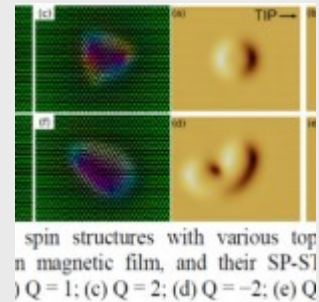 (c) (a) TIP
(f) (d)
spin structures with various top
n magnetic film, and their SP-ST
) Q = 1; (c) Q = 2; (d) Q = −2; (e) Q